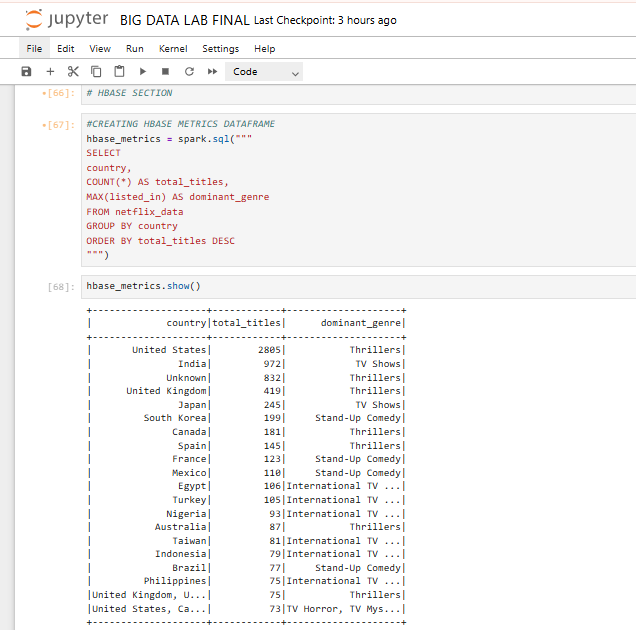 jupyter BIG DATA LAB FINAL Last Checkpoint: 3 hours ago
File Edit View Run Kernel Settings Help
Code
[66]: # HBASE SECTION
[67]: #CREATING HBASE METRICS DATAFRAME
hbase_metrics = spark.sql("""
SELECT
country,
COUNT(*) AS total_titles,
MAX(listed_in) AS dominant_genre
FROM netflix_data
GROUP BY country
ORDER BY total_titles DESC
""")
[68]: hbase_metrics.show()
+--------------------+------------+--------------------+
|             country|total_titles|      dominant_genre|
+--------------------+------------+--------------------+
|       United States|        2805|           Thrillers|
|               India|         972|            TV Shows|
|             Unknown|         832|           Thrillers|
|      United Kingdom|         419|           Thrillers|
|               Japan|         245|            TV Shows|
|         South Korea|         199|     Stand-Up Comedy|
|              Canada|         181|           Thrillers|
|               Spain|         145|           Thrillers|
|              France|         123|     Stand-Up Comedy|
|              Mexico|         110|     Stand-Up Comedy|
|               Egypt|         106|International TV ...|
|              Turkey|         105|International TV ...|
|             Nigeria|          93|International TV ...|
|           Australia|          87|           Thrillers|
|              Taiwan|          81|International TV ...|
|           Indonesia|          79|International TV ...|
|              Brazil|          77|     Stand-Up Comedy|
|         Philippines|          75|International TV ...|
|United Kingdom, U...|          75|           Thrillers|
|United States, Ca...|          73|TV Horror, TV Mys...|
+--------------------+------------+--------------------+